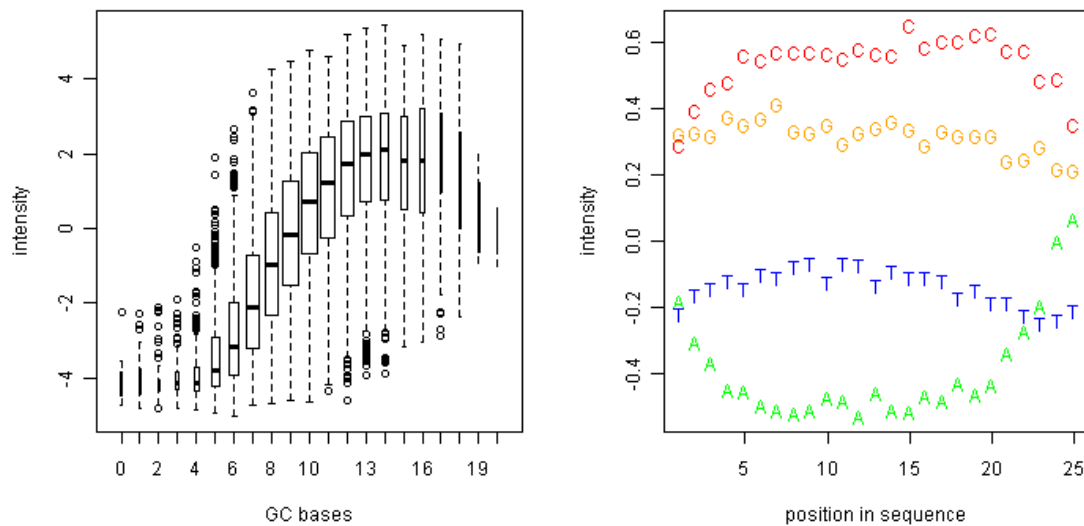 intensity
4
2
0
-2
-4
0 2 4 6 8 10 13 16 19
GC bases
intensity
0.6
0.4
0.2
0.0
-0.2
-0.4
C C C C C C C C C C C C C C C C C C C C C C C C C
G G G G G G G G G G G G G G G G G G G G G G G G G
T T T T T T T T T T T T T T T T T T T T T T T T T
A A A A A A A A A A A A A A A A A A A A A A A A A
5 10 15 20 25
position in sequence